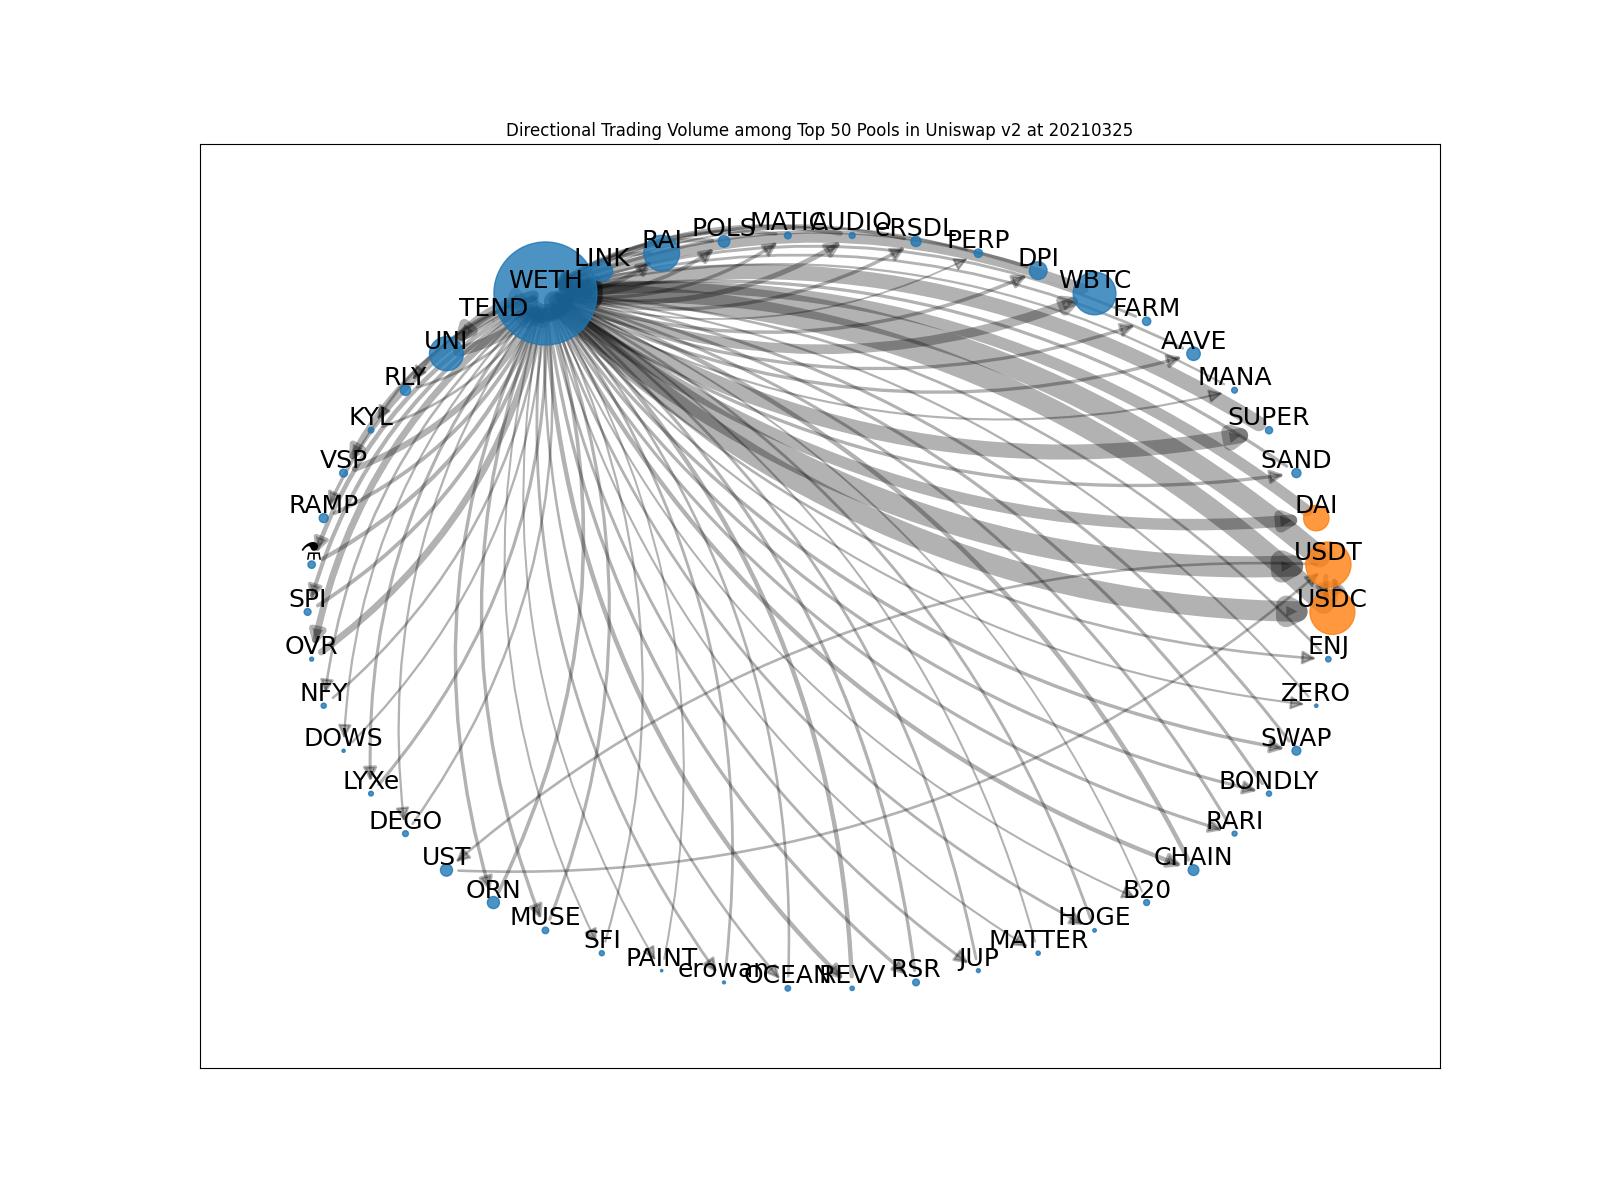 Directional Trading Volume among Top 50 Pools in Uniswap v2 at 20210325
POLS
MATIC
AUDIO
cRSDL
RAI
PERP
LINK
DPI
WETH
WBTC
TEND
FARM
UNI
AAVE
RLY
MANA
KYL
SUPER
VSP
SAND
RAMP
DAI
⚗
USDT
SPI
USDC
OVR
ENJ
NFY
ZERO
DOWS
SWAP
LYXe
BONDLY
DEGO
RARI
UST
CHAIN
ORN
B20
MUSE
HOGE
SFI
MATTER
PAINT
JUP
erowan
OCEAN
REVV
RSR